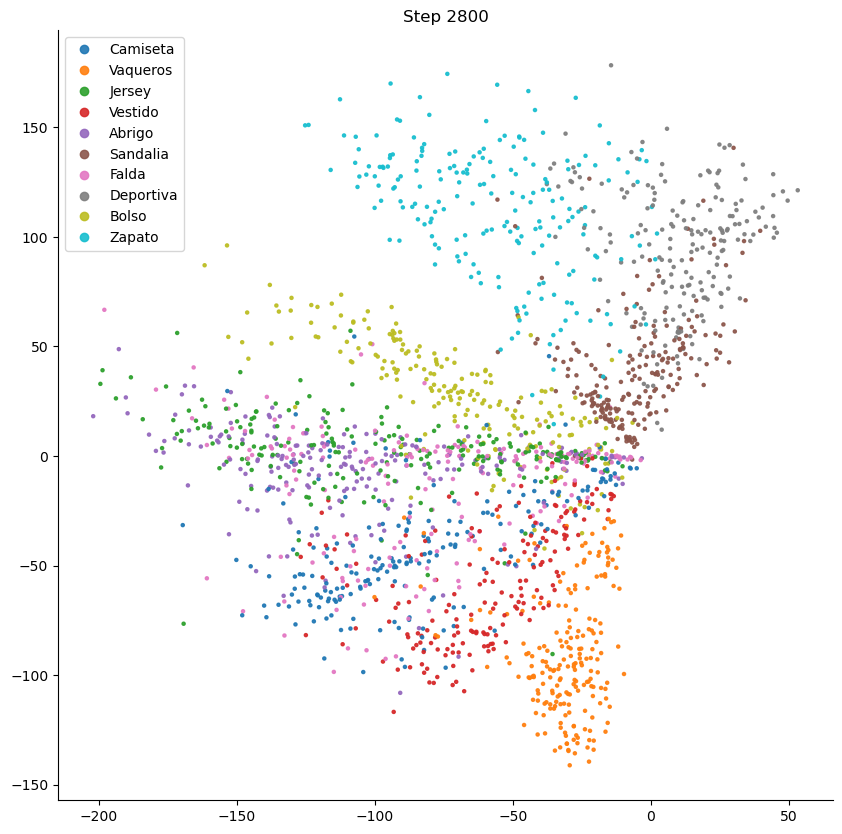 Step 2800
Camiseta
Vaqueros
Jersey
Vestido
Abrigo
Sandalia
Falda
Deportiva
Bolso
Zapato
150
100
50
0
−50
−100
−150
−200 −150 −100 −50 0 50